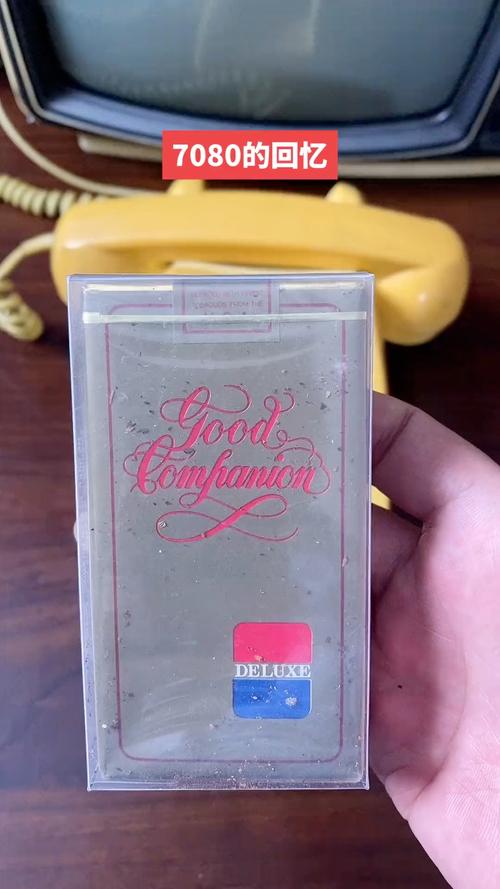 7080的回忆
Good
Companion
DELUXE